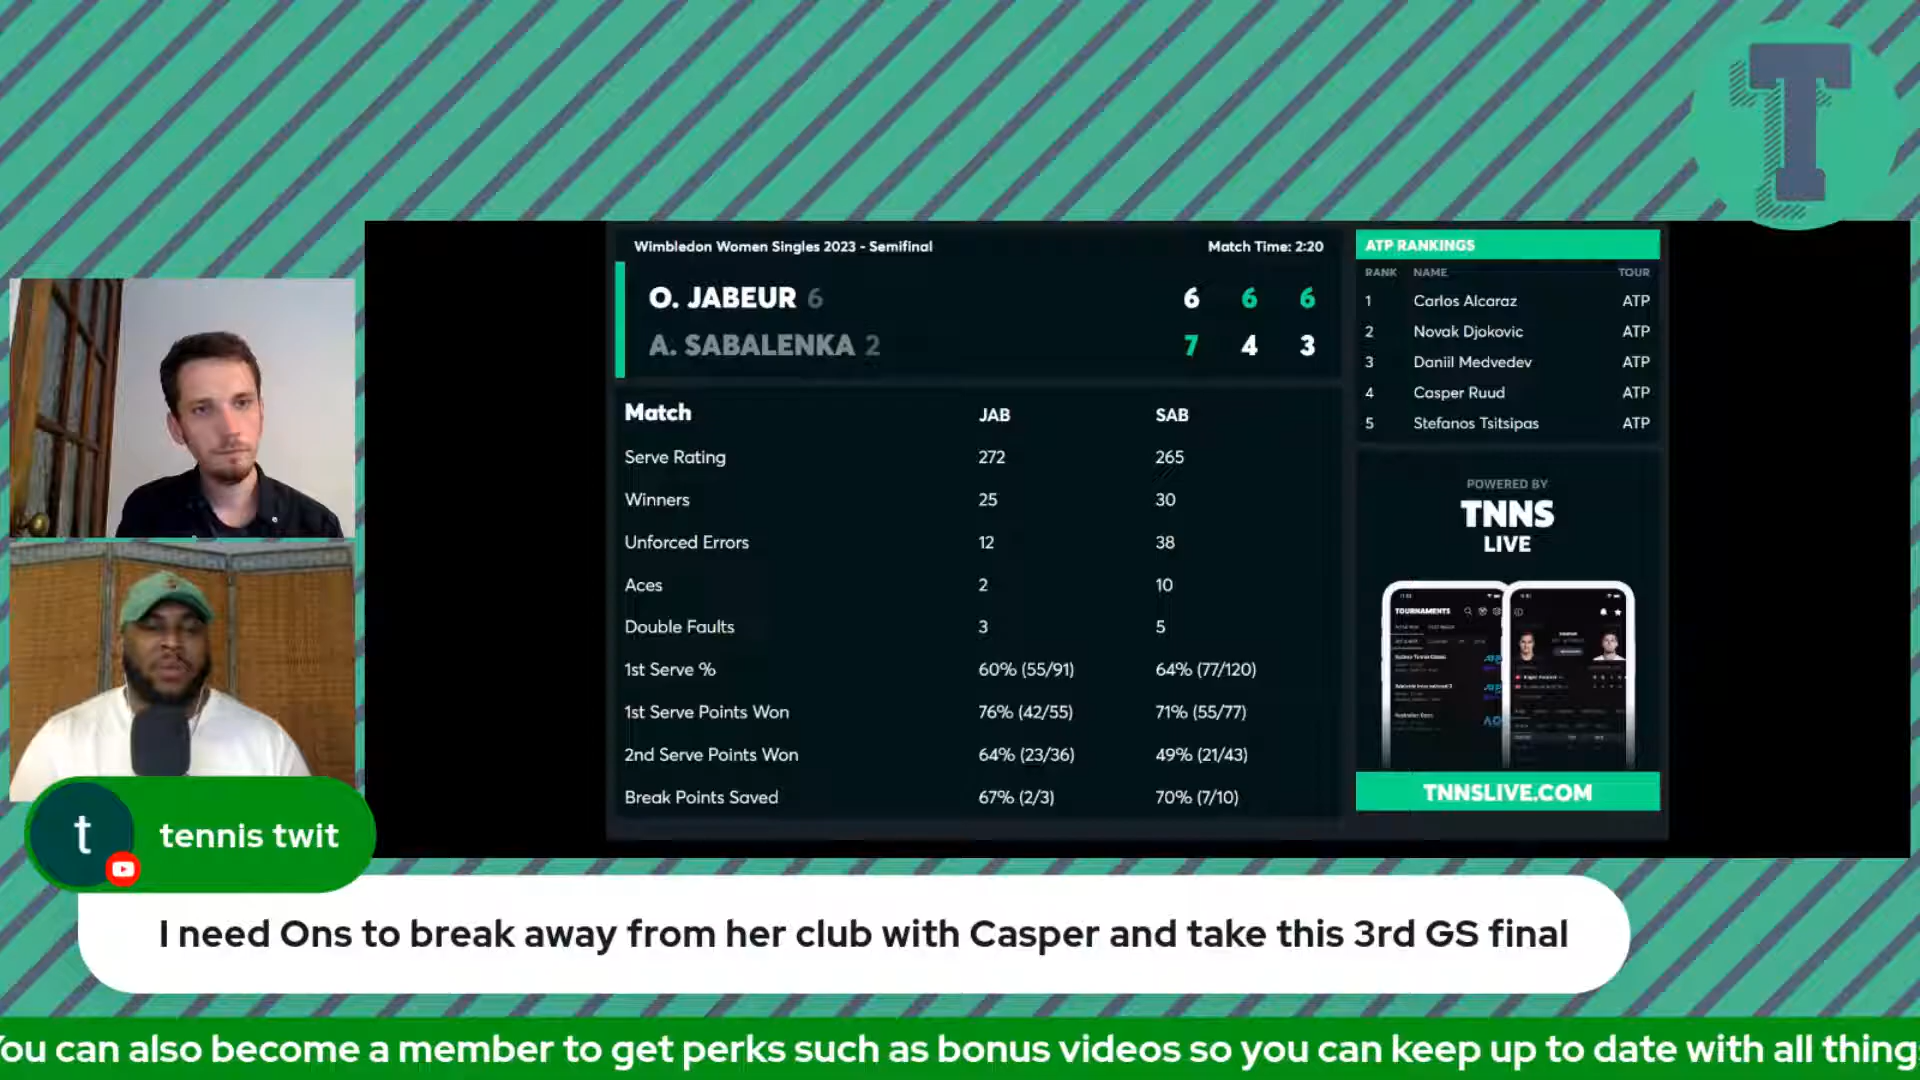 T
Wimbledon Women Singles 2023 - Semifinal
Match Time: 2:20
O. JABEUR 6 6 6 6
A. SABALENKA 2 7 4 3
Match JAB SAB
Serve Rating 272 265
Winners 25 30
Unforced Errors 12 38
Aces 2 10
Double Faults 3 5
1st Serve % 60% (55/91) 64% (77/120)
1st Serve Points Won 76% (42/55) 71% (55/77)
2nd Serve Points Won 64% (23/36) 49% (21/43)
Break Points Saved 67% (2/3) 70% (7/10)
ATP RANKINGS
RANK NAME TOUR
1 Carlos Alcaraz ATP
2 Novak Djokovic ATP
3 Daniil Medvedev ATP
4 Casper Ruud ATP
5 Stefanos Tsitsipas ATP
POWERED BY
TNNS
LIVE
TOURNAMENTS
TNNSLIVE.COM
t
tennis twit
I need Ons to break away from her club with Casper and take this 3rd GS final
You can also become a member to get perks such as bonus videos so you can keep up to date with all things